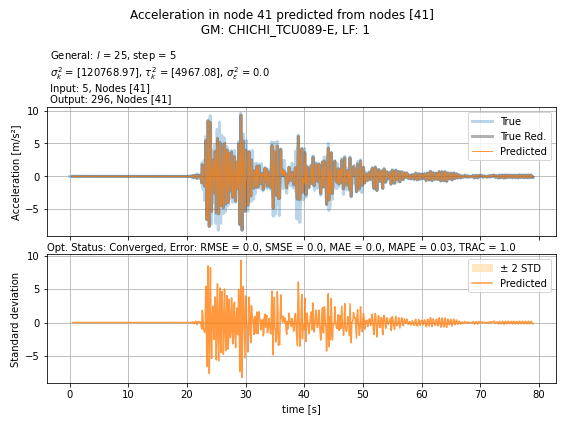 Acceleration in node 41 predicted from nodes [41]
GM: CHICHI_TCU089-E, LF: 1
General: l = 25, step = 5
σ²ₖ = [120768.97], τ²ₖ = [4967.08], σ²ₛ = 0.0
Input: 5, Nodes [41]
Output: 296, Nodes [41]
10
5
0
−5
Acceleration [m/s²]
True
True Red.
Predicted
Opt. Status: Converged, Error: RMSE = 0.0, SMSE = 0.0, MAE = 0.0, MAPE = 0.03, TRAC = 1.0
10
5
0
−5
Standard deviation
± 2 STD
Predicted
0 10 20 30 40 50 60 70 80
time [s]